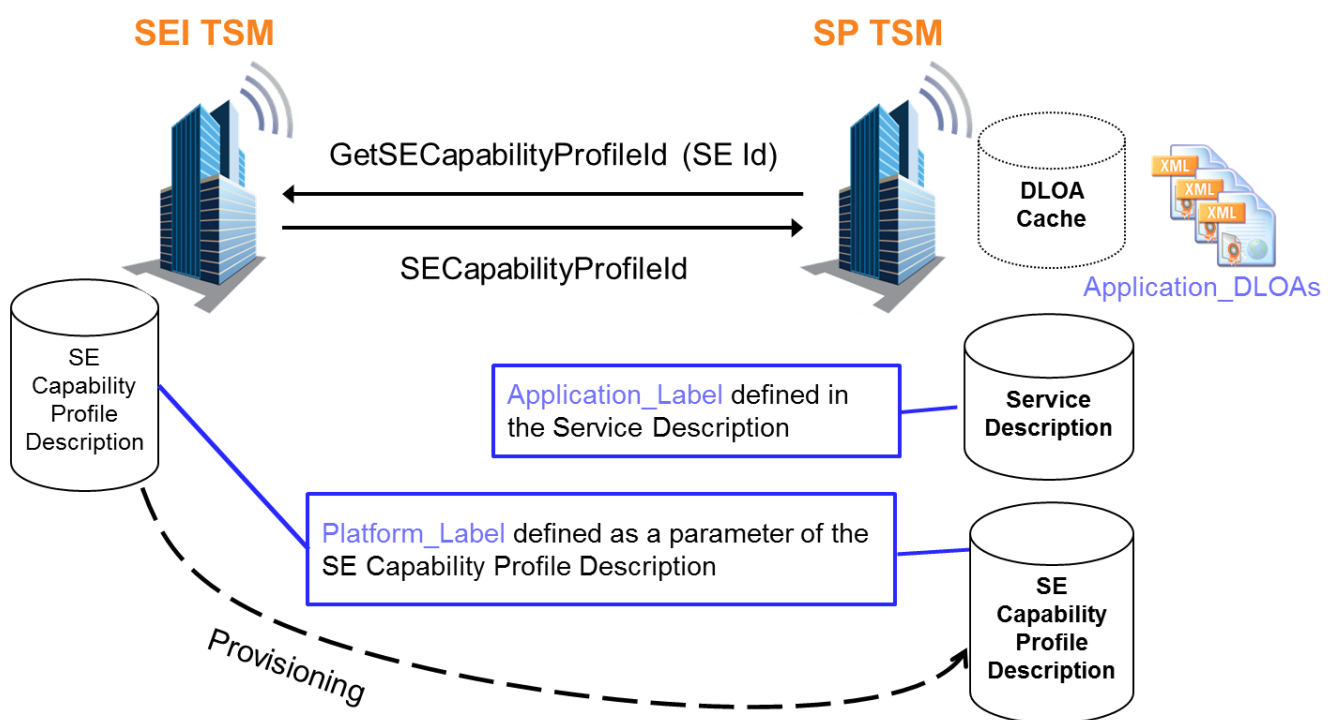 SEI TSM
SP TSM
GetSECapabilityProfileId (SE Id)
SECapabilityProfileId
DLOA
Cache
XML
XML
XML
Application_DLOAs
SE
Capability
Profile
Description
Application_Label defined in
the Service Description
Service
Description
Platform_Label defined as a parameter of the
SE Capability Profile Description
SE
Capability
Profile
Description
Provisioning